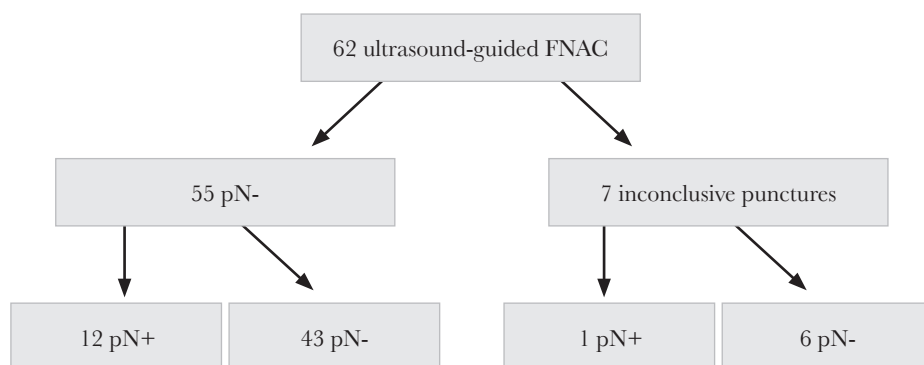 62 ultrasound-guided FNAC
55 pN-
7 inconclusive punctures
12 pN+
43 pN-
1 pN+
6 pN-